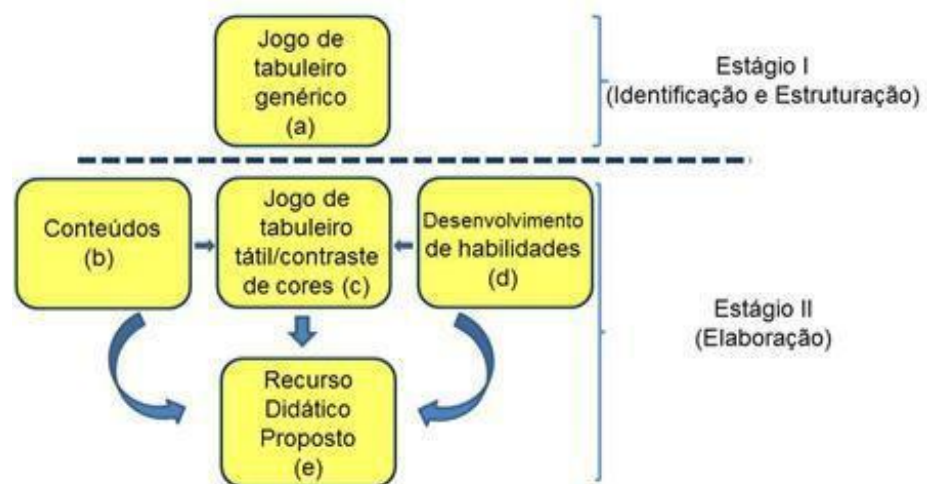 Jogo de
tabuleiro
genérico
(a)
Estágio I
(Identificação e Estruturação)
Conteúdos
(b)
Jogo de
tabuleiro
tátil/contraste
de cores (c)
Desenvolvimento
de habilidades
(d)
Estágio II
(Elaboração)
Recurso
Didático
Proposto
(e)